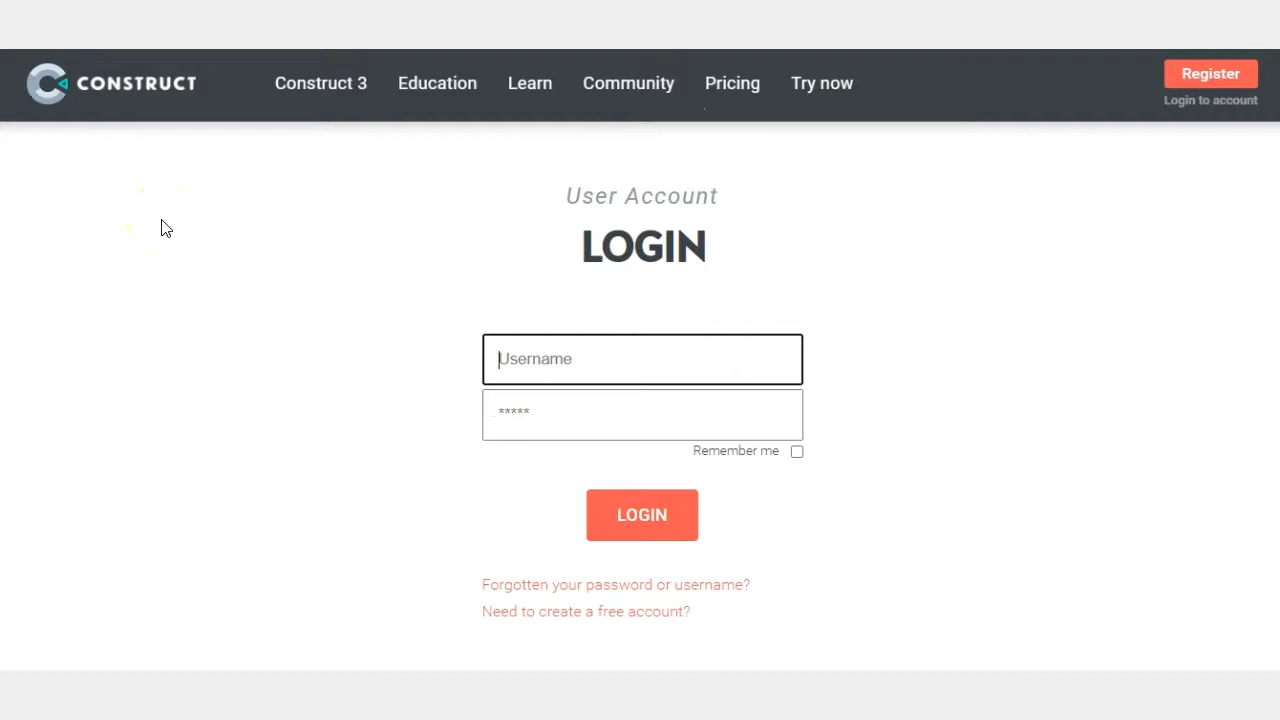 CONSTRUCT
Construct 3 Education Learn Community Pricing Try now
Register
Login to account
User Account
LOGIN
Username
*****
Remember me
LOGIN
Forgotten your password or username?
Need to create a free account?